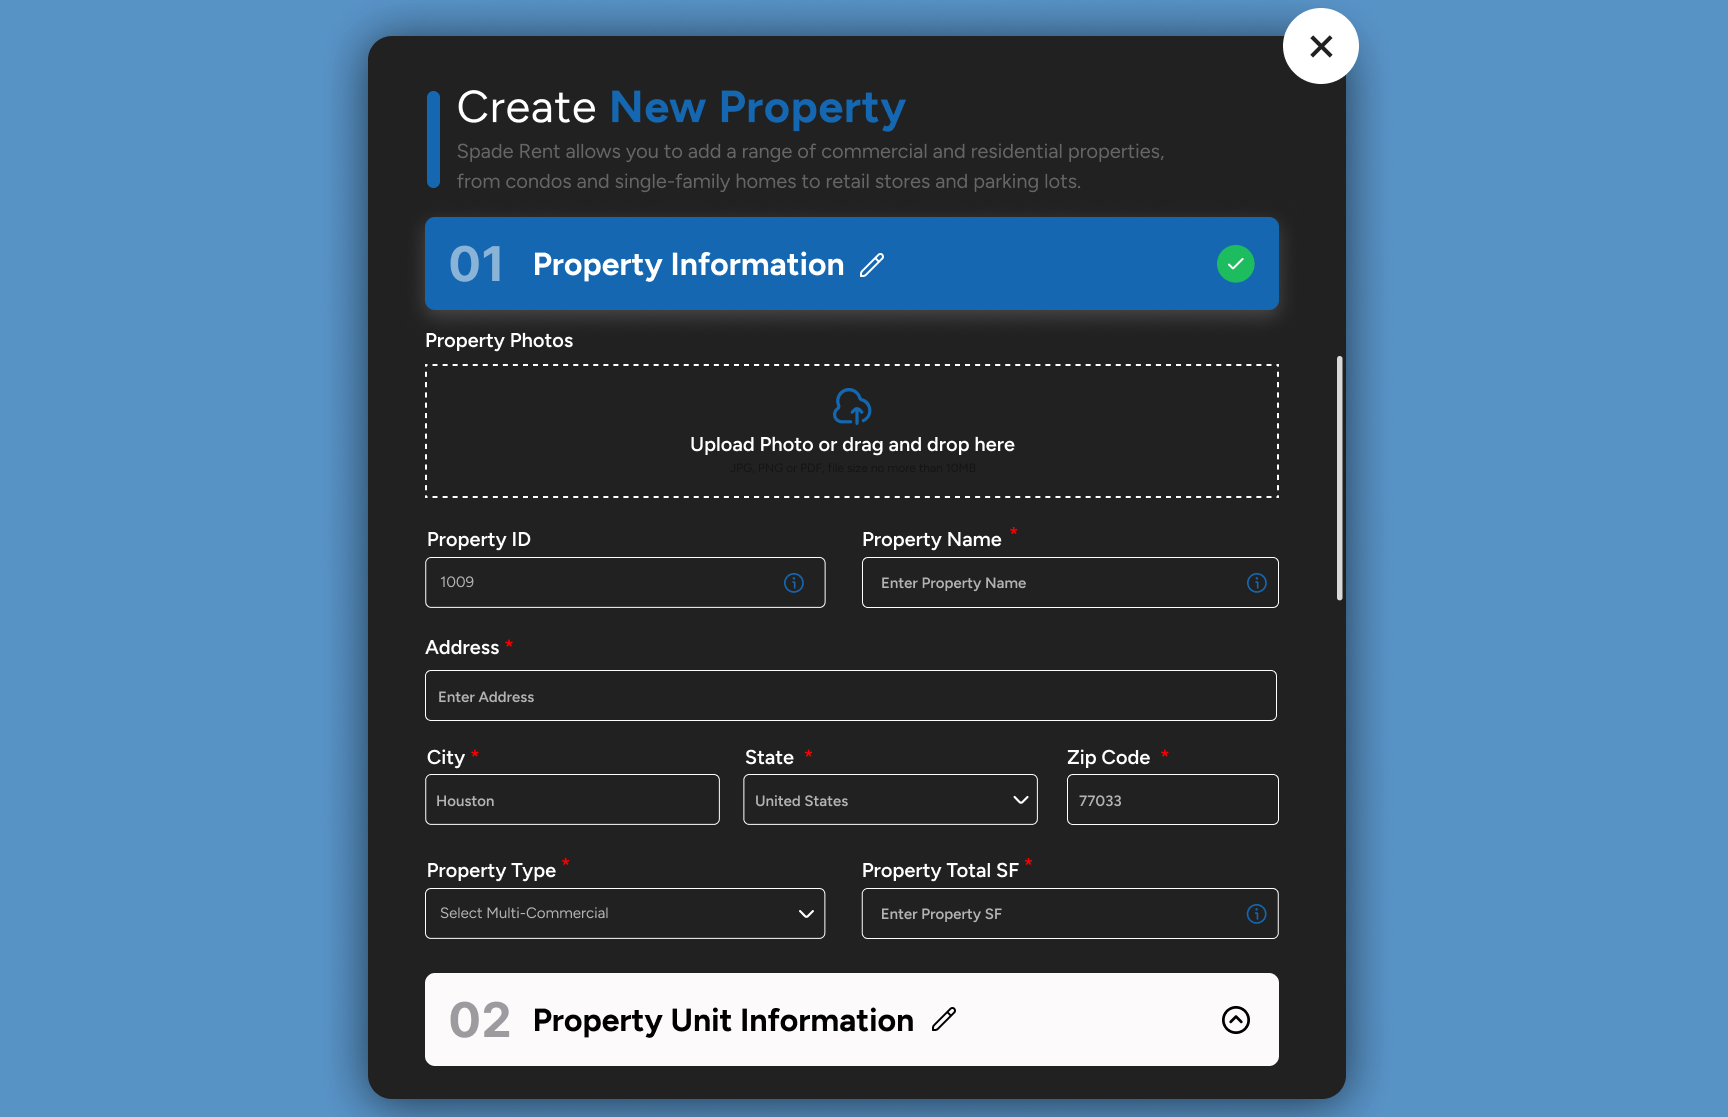 Create New Property
Spade Rent allows you to add a range of commercial and residential properties,
from condos and single-family homes to retail stores and parking lots.
01 Property Information
Property Photos
Upload Photo or drag and drop here
JPG, PNG or PDF, file size no more than 10MB
Property ID
Property Name *
1009
Enter Property Name
Address *
Enter Address
City *
State *
Zip Code *
Houston
United States
77033
Property Type *
Property Total SF *
Select Multi-Commercial
Enter Property SF
02 Property Unit Information